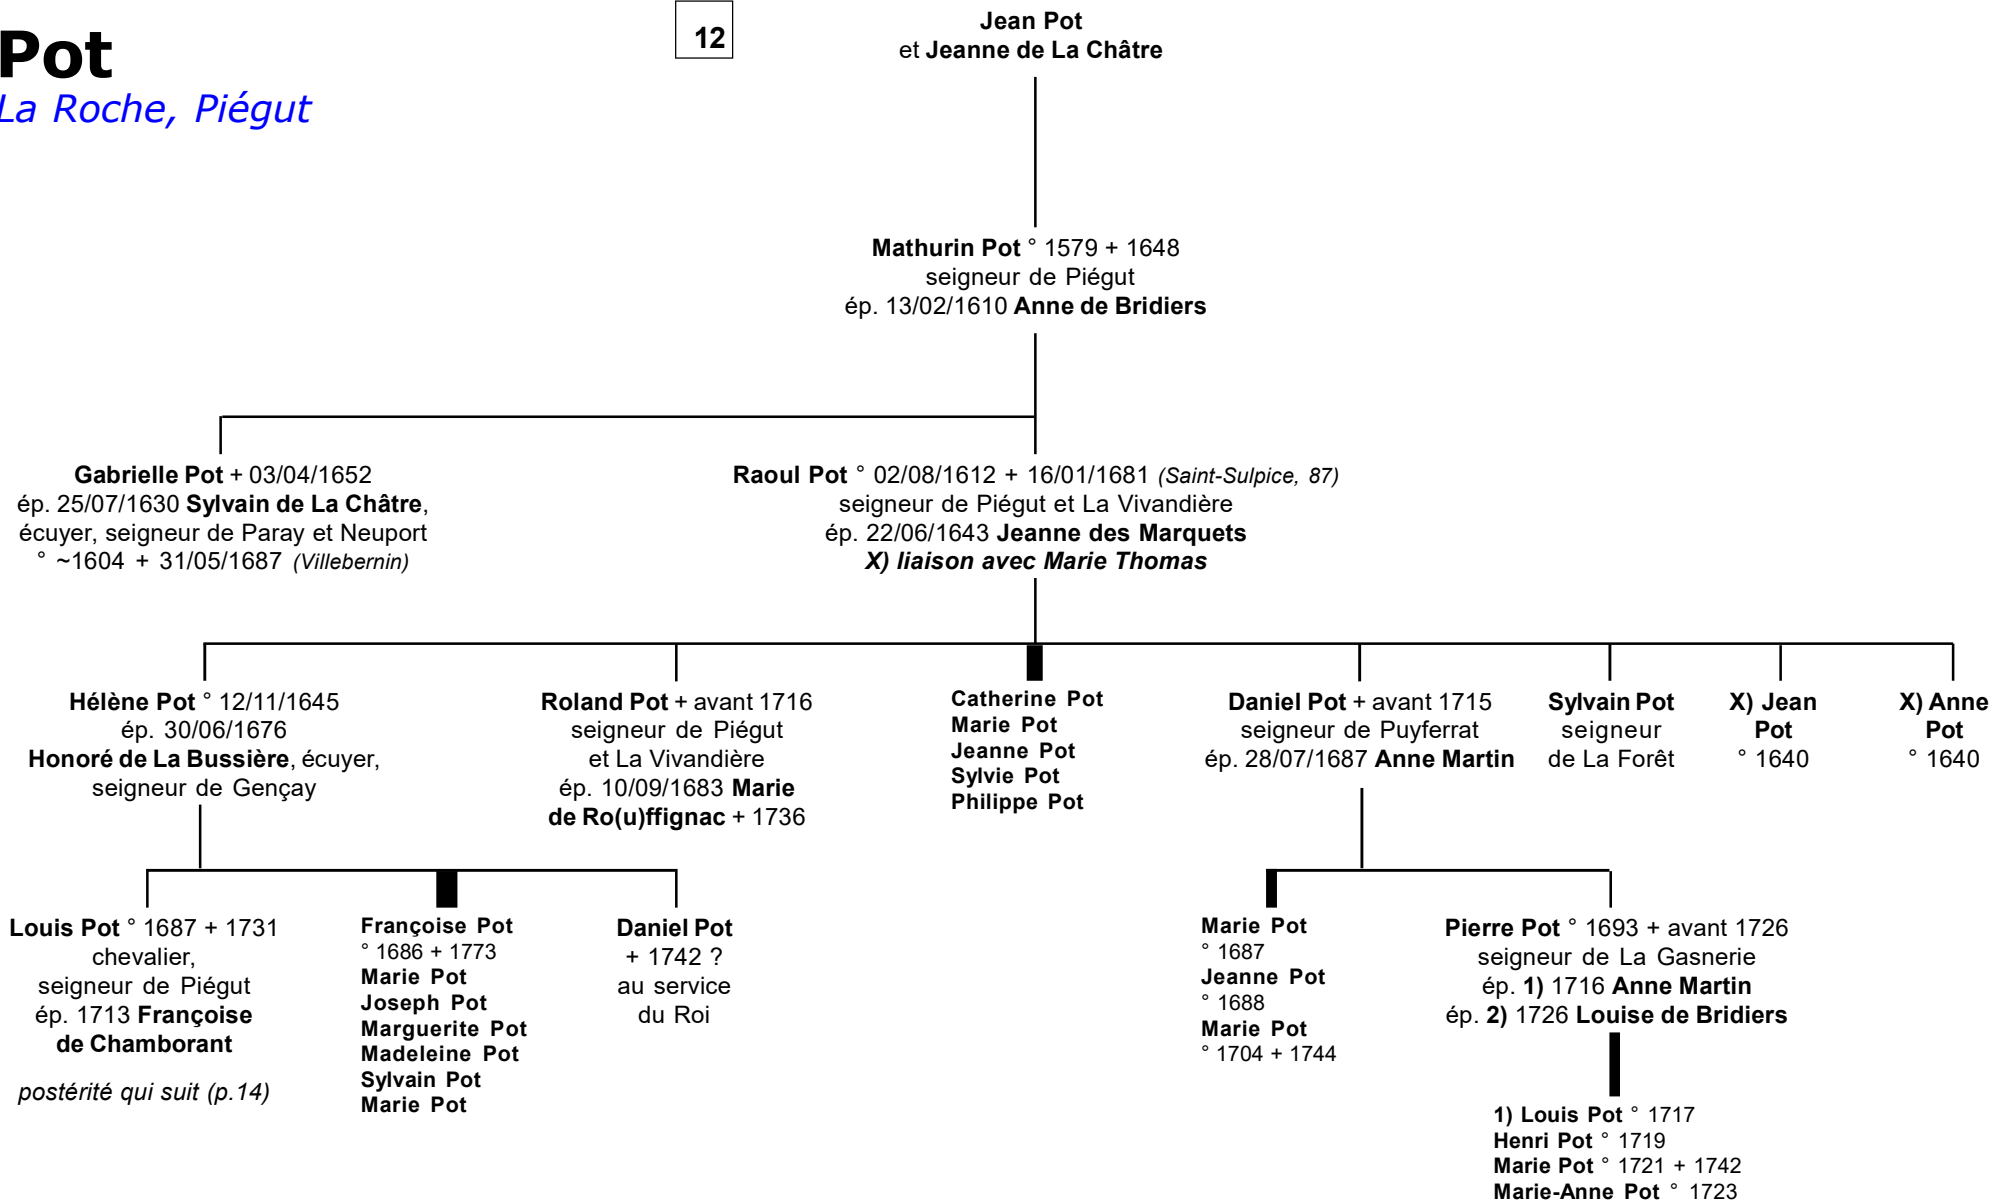 Pot
La Roche, Piégut
12
Jean Pot
et Jeanne de La Châtre
Mathurin Pot ° 1579 + 1648
seigneur de Piégut
ép. 13/02/1610 Anne de Bridiers
Gabrielle Pot + 03/04/1652
ép. 25/07/1630 Sylvain de La Châtre,
écuyer, seigneur de Paray et Neuport
° ~1604 + 31/05/1687 (Villebernin)
Raoul Pot ° 02/08/1612 + 16/01/1681 (Saint-Sulpice, 87)
seigneur de Piégut et La Vivandière
ép. 22/06/1643 Jeanne des Marquets
X) liaison avec Marie Thomas
Hélène Pot ° 12/11/1645
ép. 30/06/1676
Honoré de La Bussière, écuyer,
seigneur de Gençay
Roland Pot + avant 1716
seigneur de Piégut
et La Vivandière
ép. 10/09/1683 Marie
de Ro(u)ffignac + 1736
Catherine Pot
Marie Pot
Jeanne Pot
Sylvie Pot
Philippe Pot
Daniel Pot + avant 1715
seigneur de Puyferrat
ép. 28/07/1687 Anne Martin
Sylvain Pot
seigneur
de La Forêt
X) Jean
Pot
° 1640
X) Anne
Pot
° 1640
Louis Pot ° 1687 + 1731
chevalier,
seigneur de Piégut
ép. 1713 Françoise
de Chamborant
postérité qui suit (p.14)
Françoise Pot
° 1686 + 1773
Marie Pot
Joseph Pot
Marguerite Pot
Madeleine Pot
Sylvain Pot
Marie Pot
Daniel Pot
+ 1742 ?
au service
du Roi
Marie Pot
° 1687
Jeanne Pot
° 1688
Marie Pot
° 1704 + 1744
Pierre Pot ° 1693 + avant 1726
seigneur de La Gasnerie
ép. 1) 1716 Anne Martin
ép. 2) 1726 Louise de Bridiers
1) Louis Pot ° 1717
Henri Pot ° 1719
Marie Pot ° 1721 + 1742
Marie-Anne Pot ° 1723